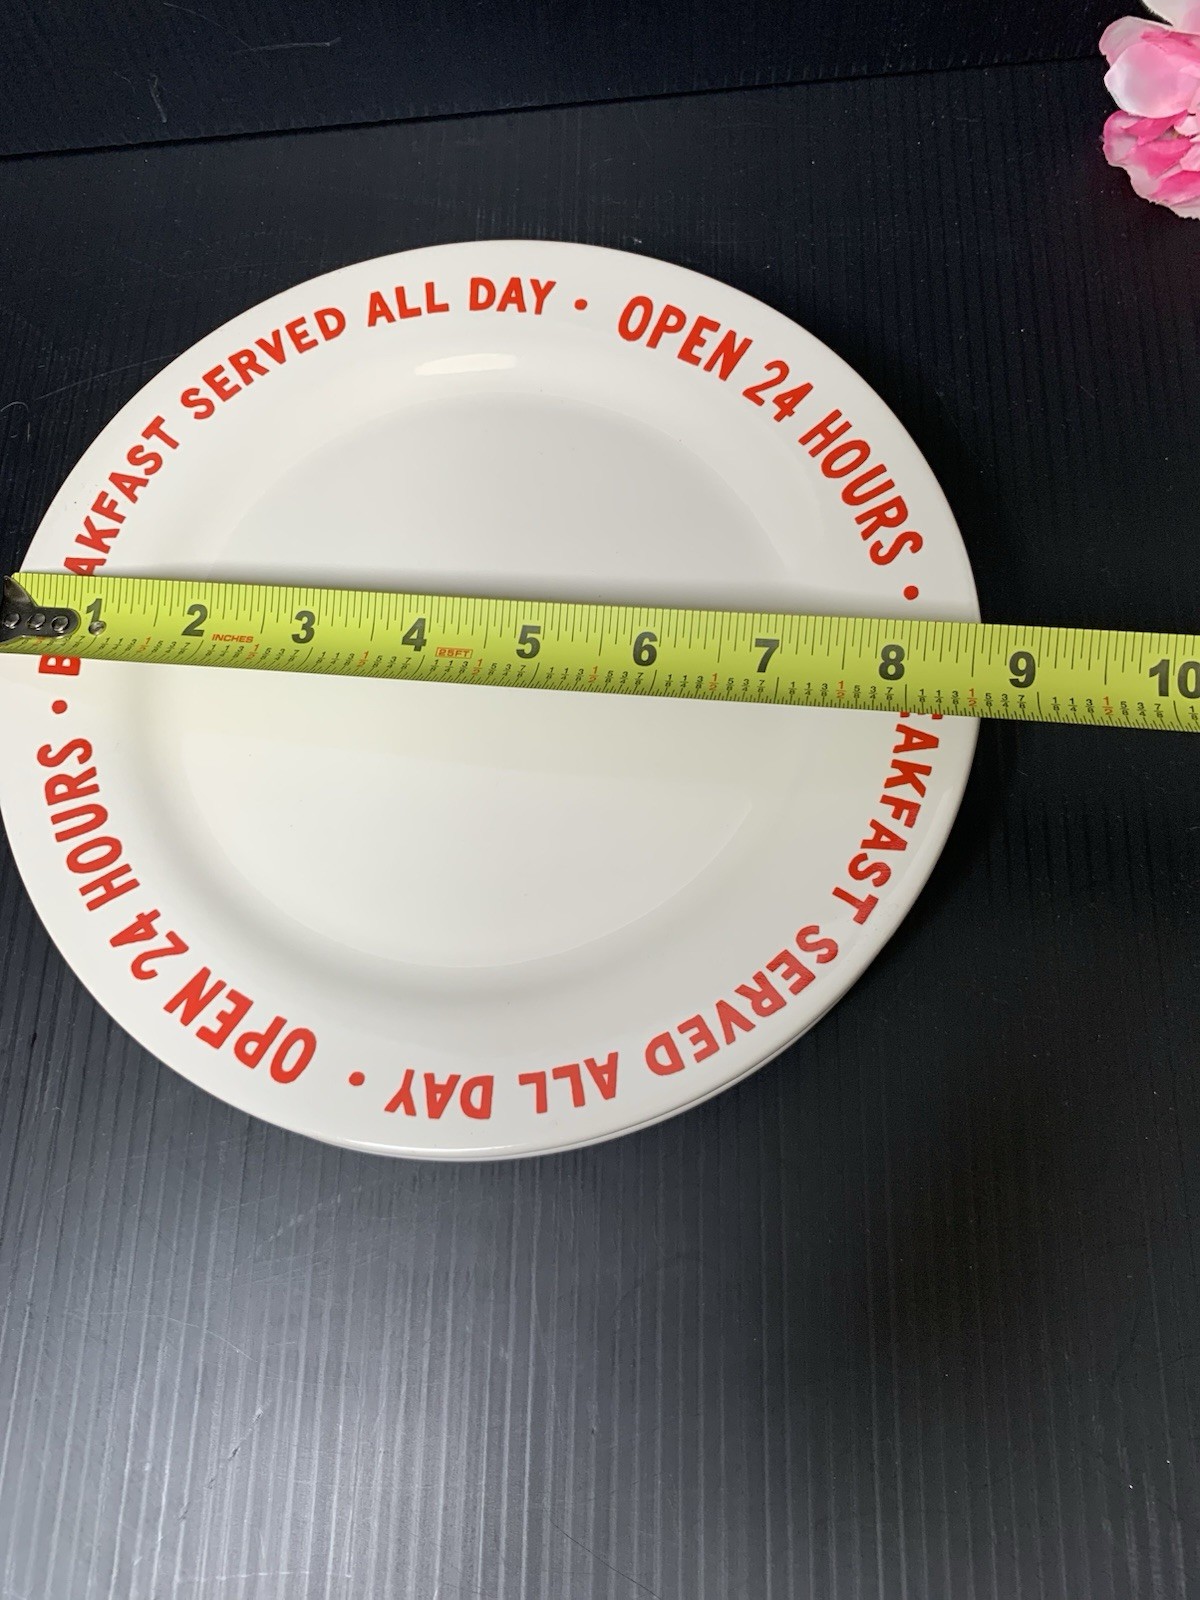 AKFAST SERVED ALL DAY • OPEN 24 HOURS •
1 2 3 4 5 6 7 8 9 10
INCHES
25FT
B
EAKFAST SERVED ALL DAY • OPEN 24 HOURS •